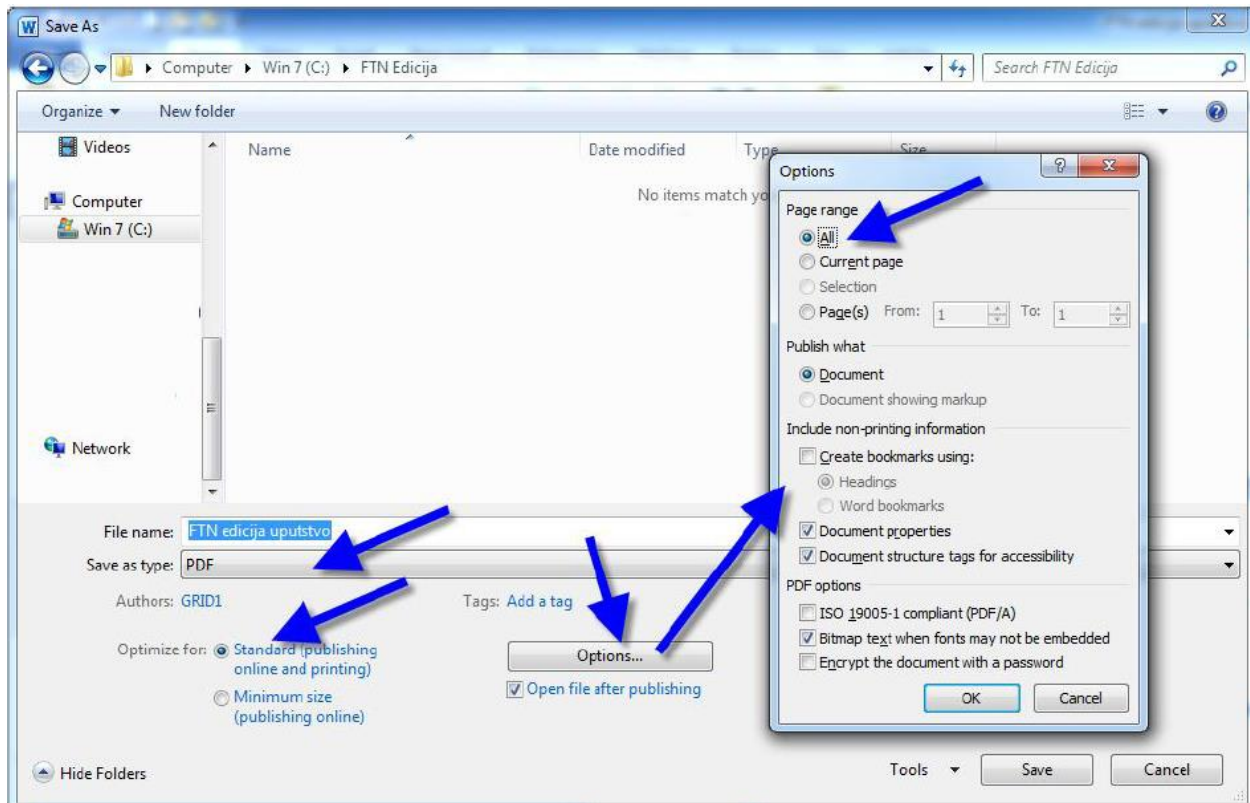 Save As
Computer ▸ Win 7 (C:) ▸ FTN Edicija
Search FTN Edicija
Organize
New folder
Videos
Computer
Win 7 (C:)
Network
Name
Date modified
Type
Size
No items match yo
File name: FTN edicija uputstvo
Save as type: PDF
Authors: GRID1
Tags: Add a tag
Optimize for: Standard (publishing
online and printing)
Minimum size
(publishing online)
Options...
Open file after publishing
Hide Folders
Tools
Save
Cancel
Options
Page range
All
Current page
Selection
Page(s) From: 1 To: 1
Publish what
Document
Document showing markup
Include non-printing information
Create bookmarks using:
Headings
Word bookmarks
Document properties
Document structure tags for accessibility
PDF options
ISO 19005-1 compliant (PDF/A)
Bitmap text when fonts may not be embedded
Encrypt the document with a password
OK
Cancel